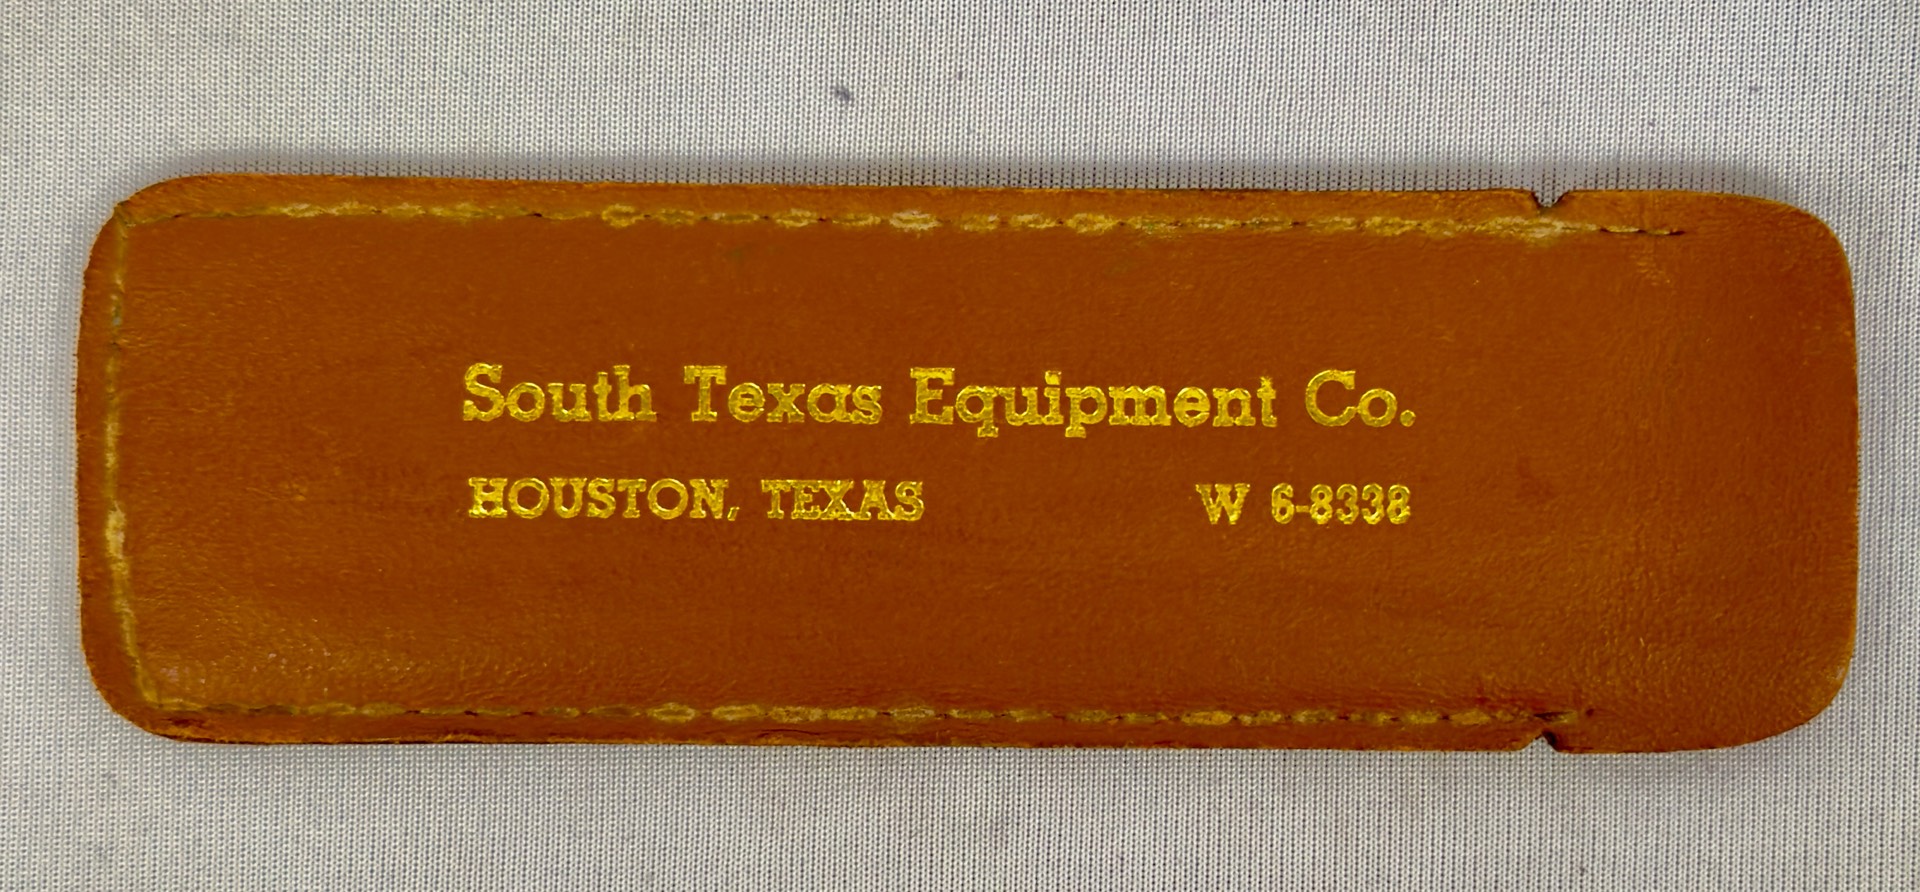 South Texas Equipment Co.
HOUSTON, TEXAS W 6-8338